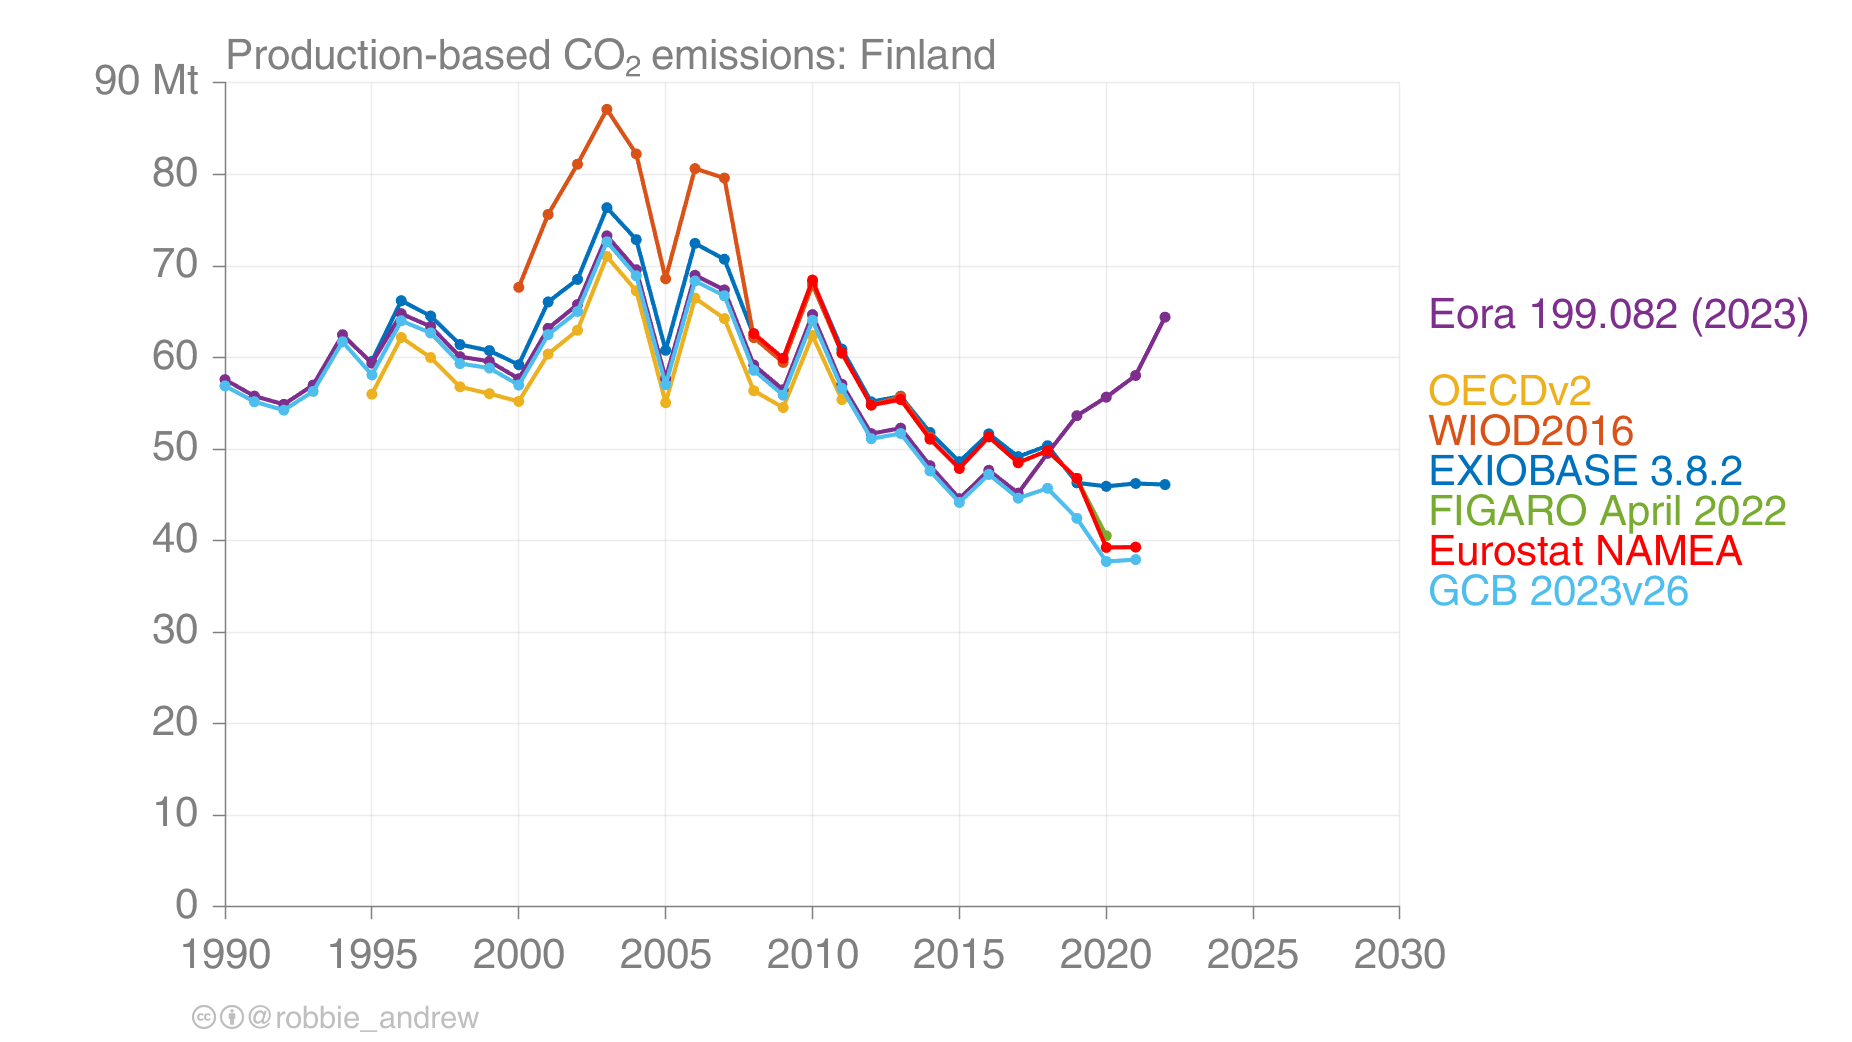 Production-based CO₂ emissions: Finland
90 Mt
80
70
60
50
40
30
20
10
0
1990 1995 2000 2005 2010 2015 2020 2025 2030
Eora 199.082 (2023)
OECDv2
WIOD2016
EXIOBASE 3.8.2
FIGARO April 2022
Eurostat NAMEA
GCB 2023v26
cc @robbie_andrew